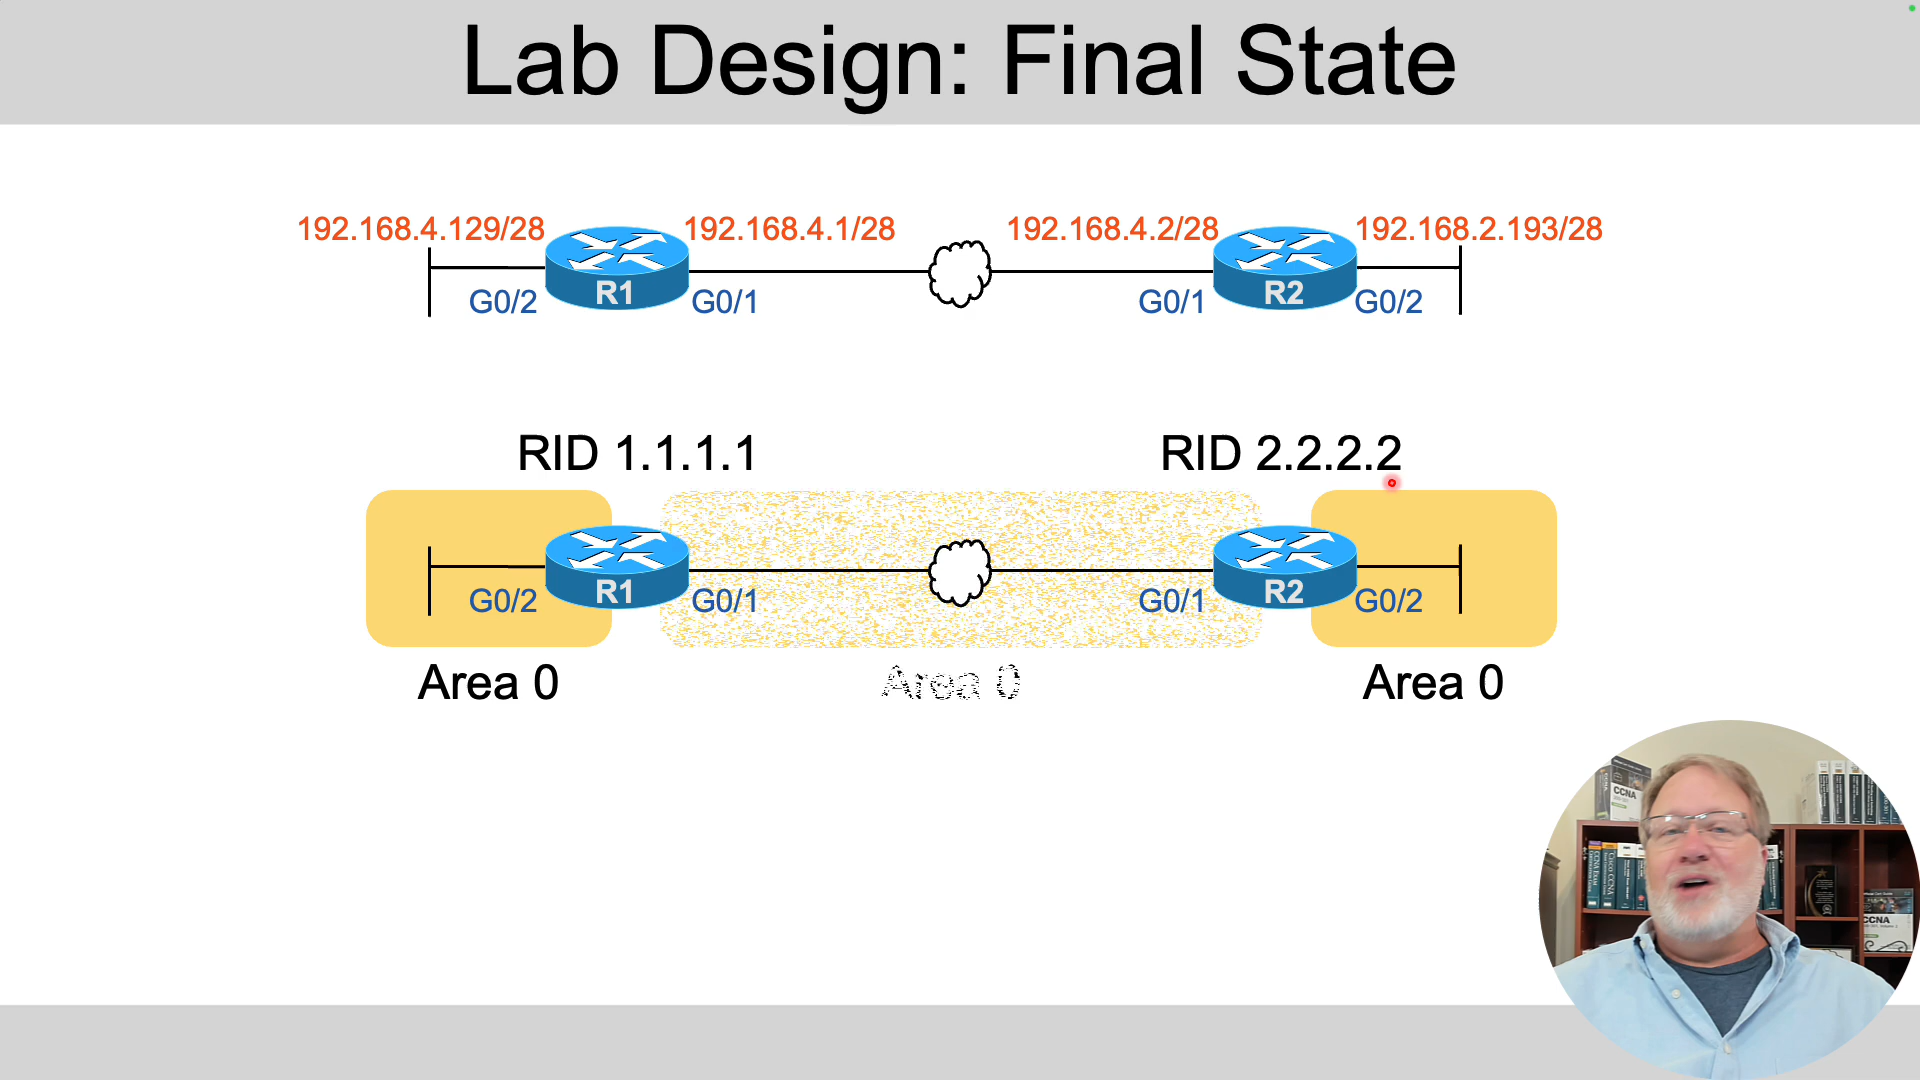 Lab Design: Final State
192.168.4.129/28 192.168.4.1/28 192.168.4.2/28 192.168.2.193/28
R1 R2
G0/2 G0/1 G0/1 G0/2
RID 1.1.1.1 RID 2.2.2.2
R1 R2
G0/2 G0/1 G0/1 G0/2
Area 0 Area 0 Area 0
CCNA
CCNA